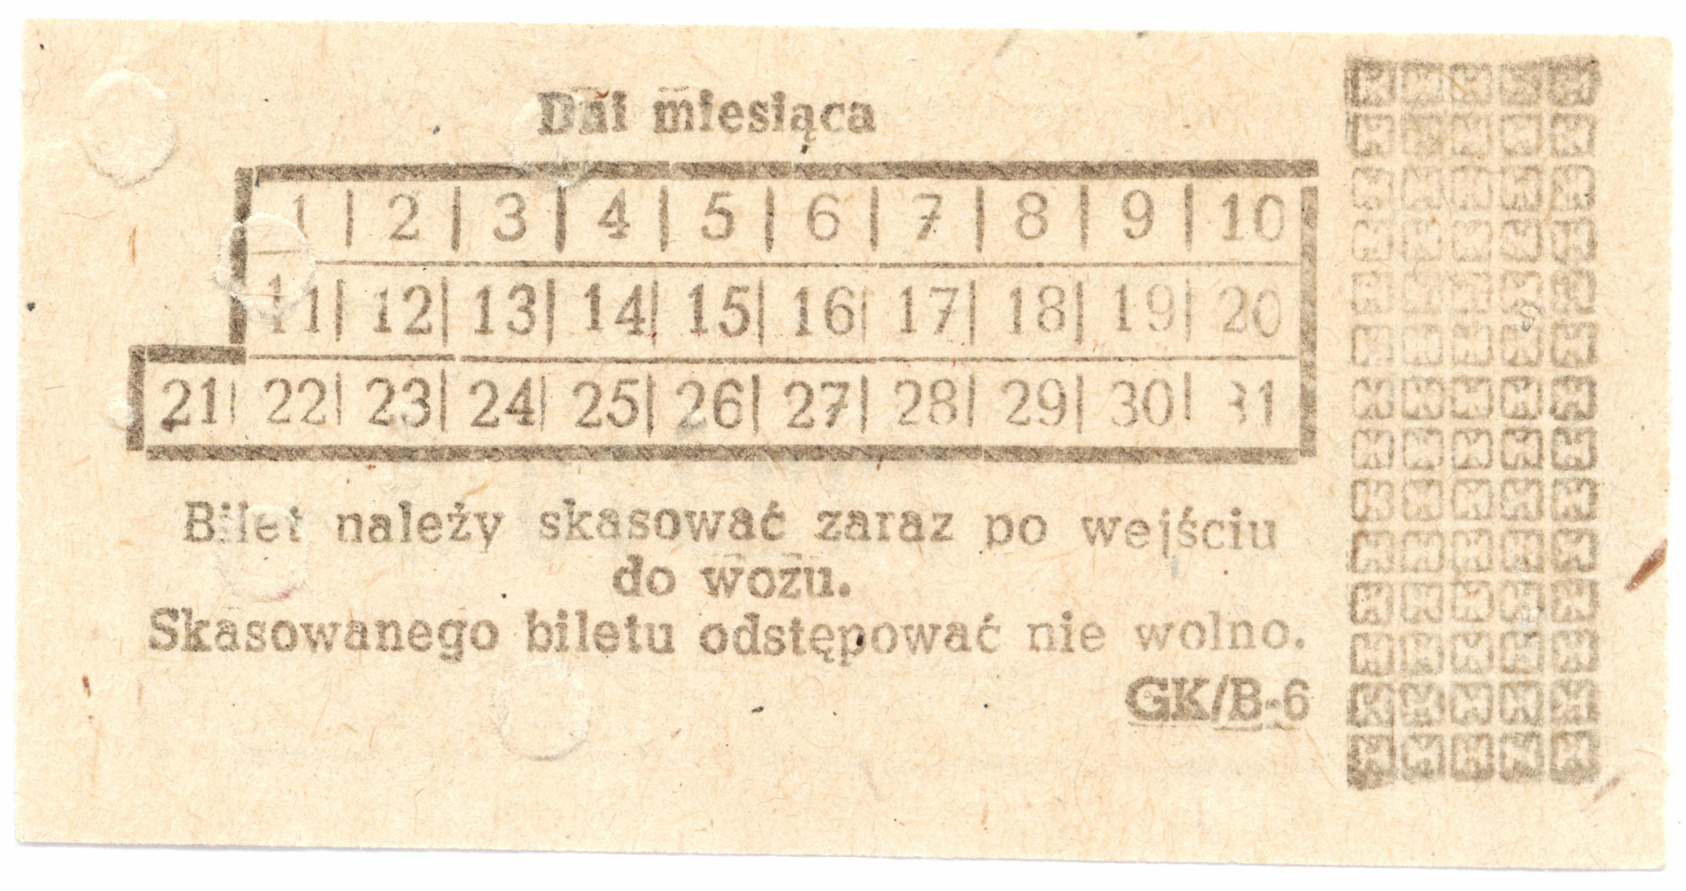 Dni miesiąca
1 | 2 | 3 | 4 | 5 | 6 | 7 | 8 | 9 | 10
11 | 12 | 13 | 14 | 15 | 16 | 17 | 18 | 19 | 20
21 | 22 | 23 | 24 | 25 | 26 | 27 | 28 | 29 | 30 | 31
Bilet należy skasować zaraz po wejściu
do wozu.
Skasowanego biletu odstępować nie wolno.
GK/B-6